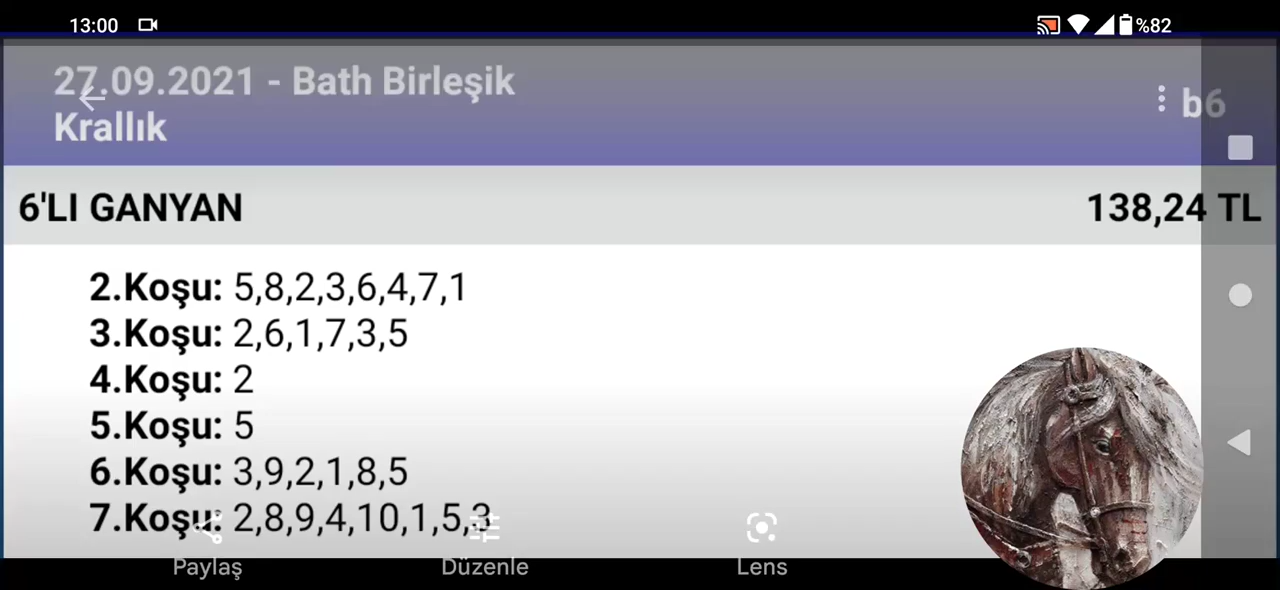 13:00
%82
27.09.2021 - Bath Birleşik
Krallık
b6
6'LI GANYAN
138,24 TL
2.Koşu: 5,8,2,3,6,4,7,1
3.Koşu: 2,6,1,7,3,5
4.Koşu: 2
5.Koşu: 5
6.Koşu: 3,9,2,1,8,5
7.Koşu: 2,8,9,4,10,1,5,3
Paylaş
Düzenle
Lens